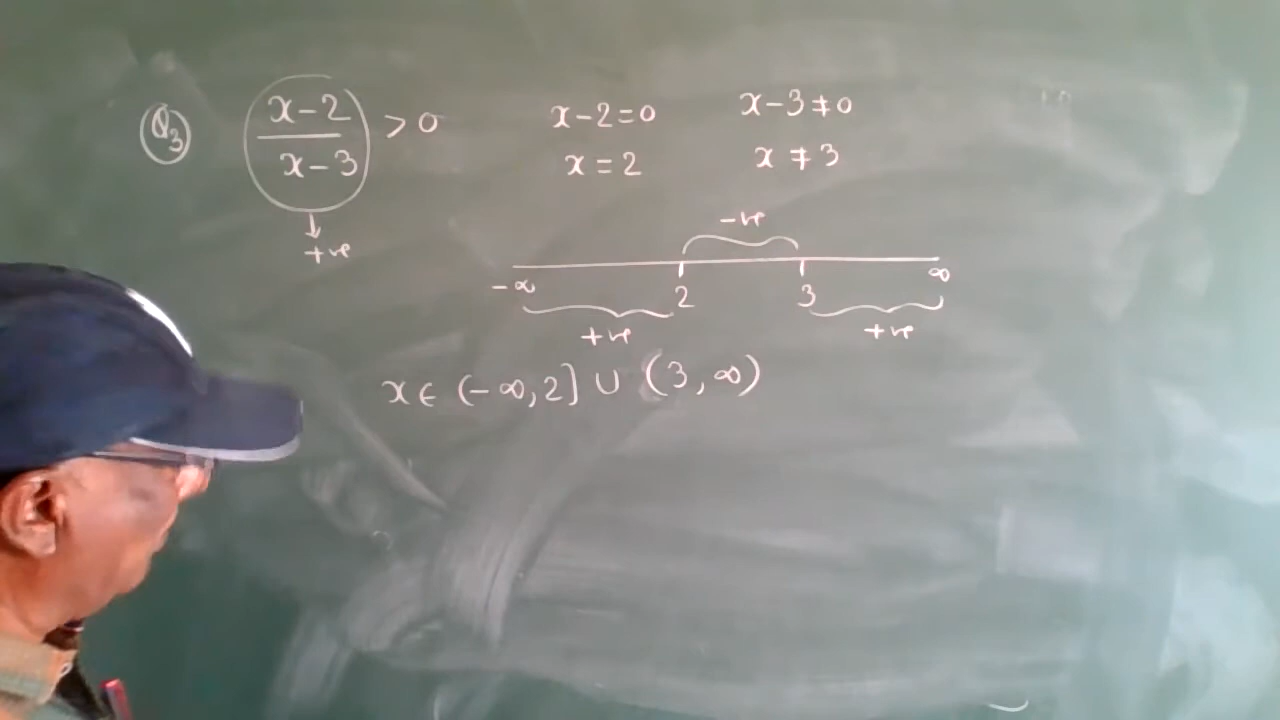 Q3 (x-2)/(x-3) > 0
↓
+ve
x-2=0
x=2
x-3≠0
x≠3
-ve
-∞ 2 3 ∞
+ve +ve
x∈ (-∞,2] ∪ (3,∞)